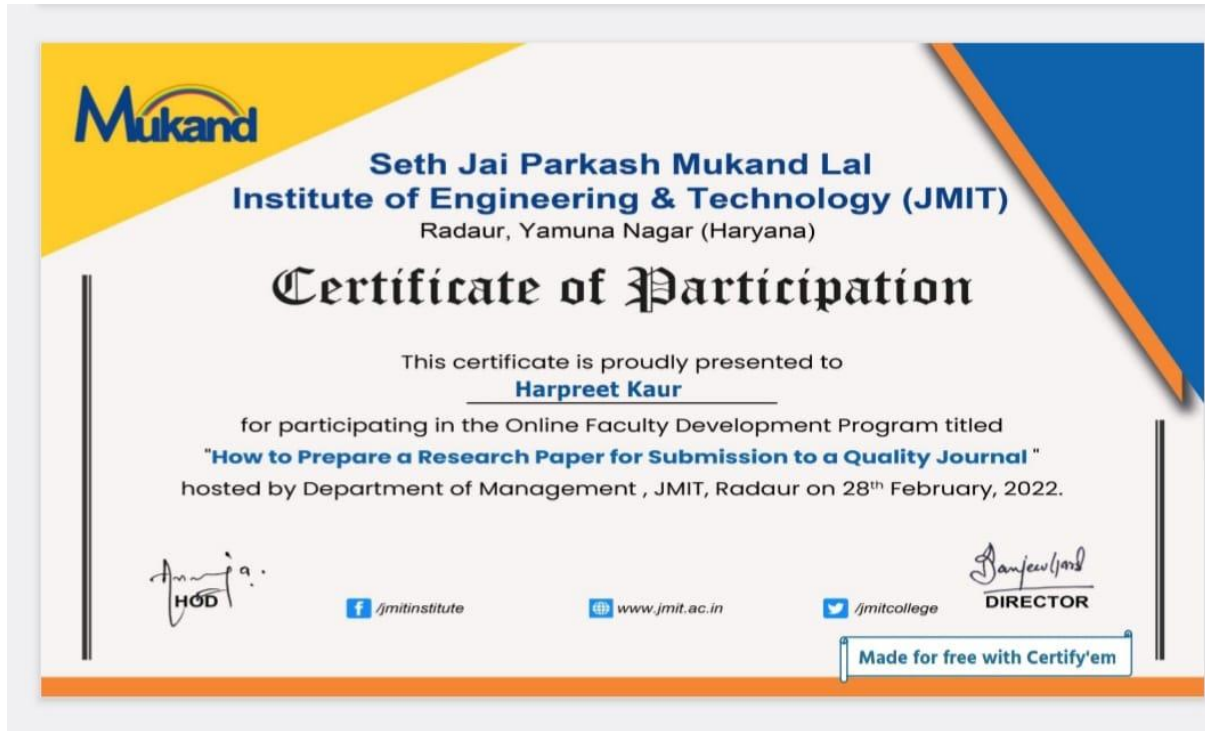 Mukand
Seth Jai Parkash Mukand Lal
Institute of Engineering & Technology (JMIT)
Radaur, Yamuna Nagar (Haryana)
Certificate of Participation
This certificate is proudly presented to
Harpreet Kaur
for participating in the Online Faculty Development Program titled
"How to Prepare a Research Paper for Submission to a Quality Journal "
hosted by Department of Management , JMIT, Radaur on 28th February, 2022.
HOD
/jmitinstitute
www.jmit.ac.in
/jmitcollege
DIRECTOR
Made for free with Certify'em